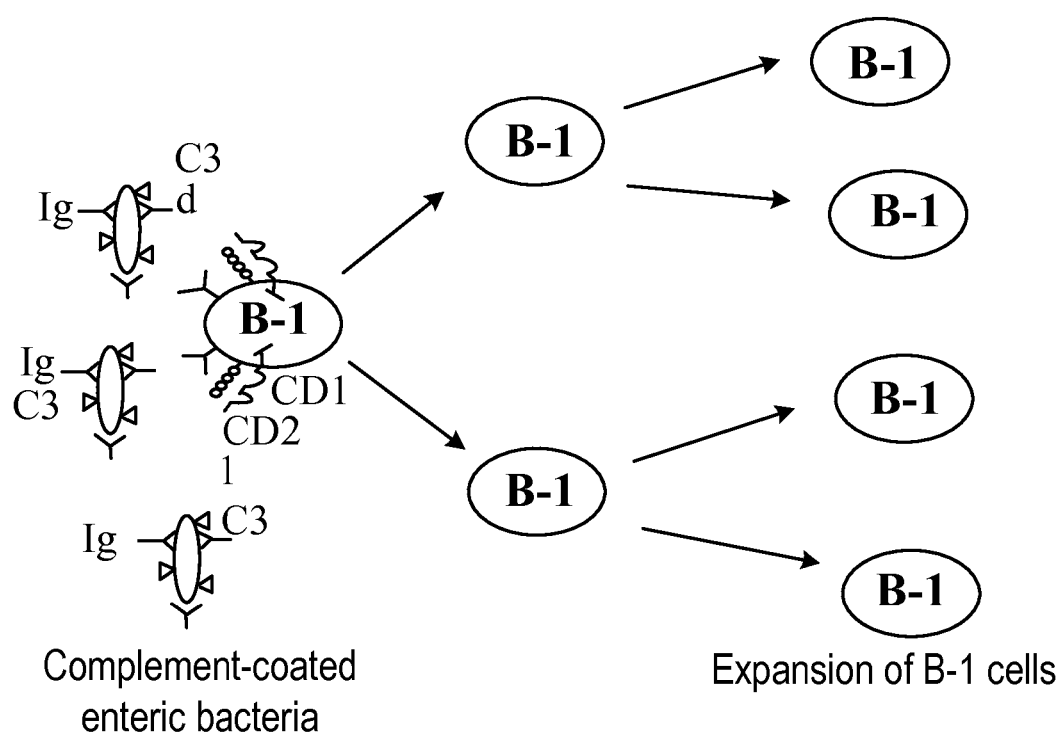 B-1
B-1
C3
d
Ig
B-1
B-1
Ig
C3
CD1
CD2
1
B-1
B-1
Ig
C3
B-1
Complement-coated
enteric bacteria
Expansion of B-1 cells